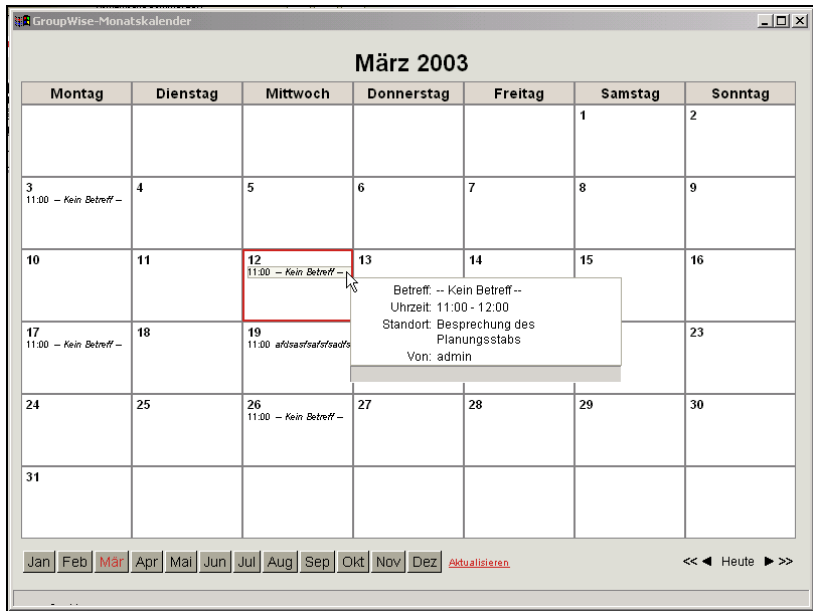 GroupWise-Monatskalender
März 2003
Montag Dienstag Mittwoch Donnerstag Freitag Samstag Sonntag
1 2
3 4 5 6 7 8 9
11:00 -- Kein Betreff --
10 11 12 13 14 15 16
11:00 -- Kein Betreff --
Betreff: -- Kein Betreff --
Uhrzeit: 11:00 - 12:00
Standort: Besprechung des
Planungsstabs
Von: admin
17 18 19 23
11:00 -- Kein Betreff -- 11:00
24 25 26 27 28 29 30
11:00 -- Kein Betreff --
31
Jan Feb Mär Apr Mai Jun Jul Aug Sep Okt Nov Dez Aktualisieren << ◀ Heute ▶ >>